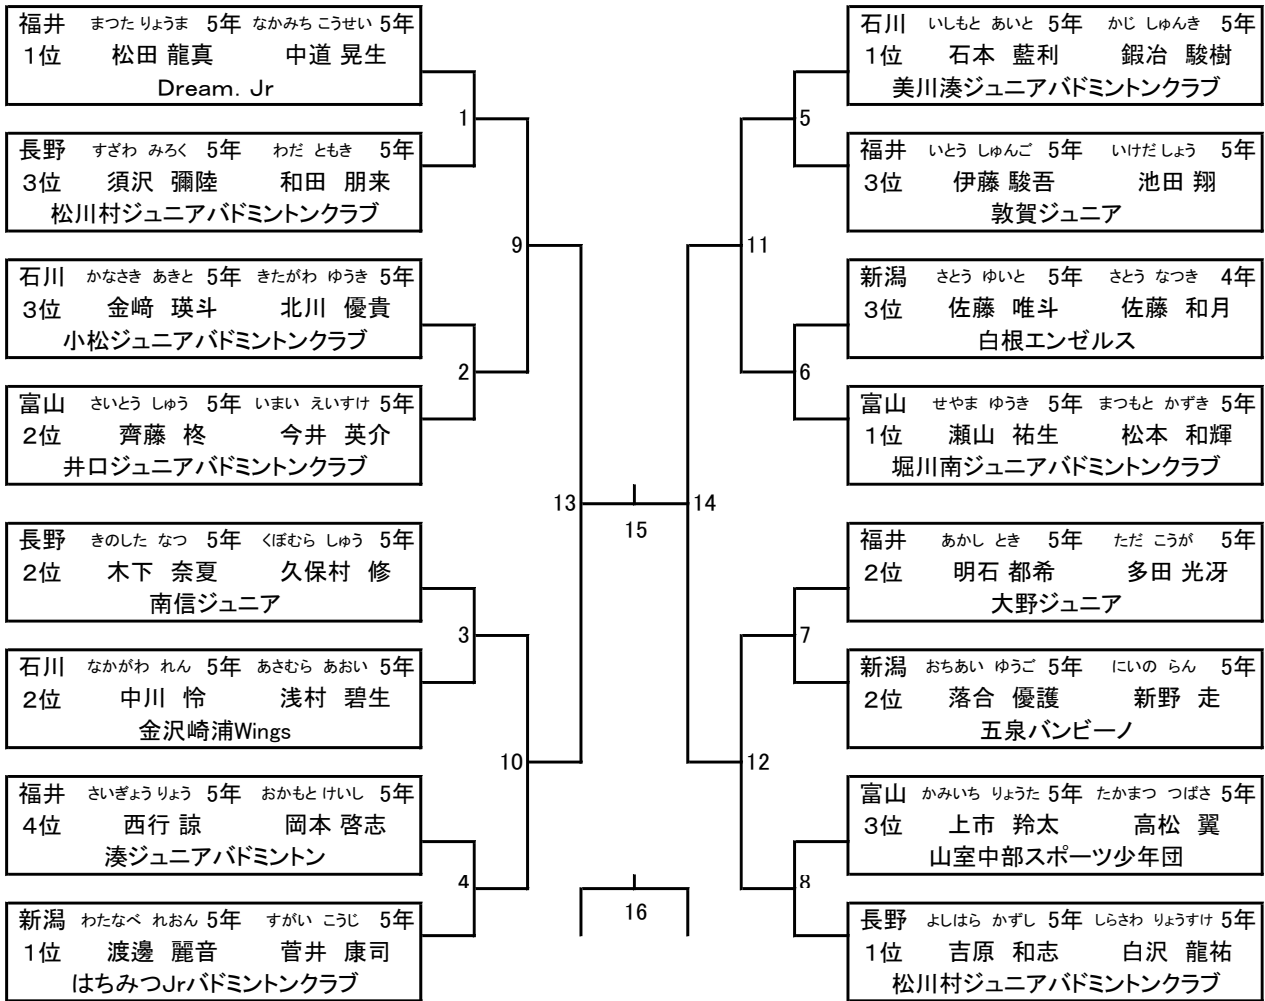 福井 まつた りょうま 5年 なかみち こうせい 5年
1位 松田 龍真 中道 晃生
Dream. Jr
1
長野 すざわ みろく 5年 わだ ともき 5年
3位 須沢 彌陸 和田 朋来
松川村ジュニアバドミントンクラブ
9
石川 かなさき あきと 5年 きたがわ ゆうき 5年
3位 金﨑 瑛斗 北川 優貴
小松ジュニアバドミントンクラブ
2
富山 さいとう しゅう 5年 いまい えいすけ 5年
2位 齊藤 柊 今井 英介
井口ジュニアバドミントンクラブ
13
長野 きのした なつ 5年 くぼむら しゅう 5年
2位 木下 奈夏 久保村 修
南信ジュニア
3
石川 なかがわ れん 5年 あさむら あおい 5年
2位 中川 怜 浅村 碧生
金沢崎浦Wings
10
福井 さいぎょう りょう 5年 おかもと けいし 5年
4位 西行 諒 岡本 啓志
湊ジュニアバドミントン
4
新潟 わたなべ れおん 5年 すがい こうじ 5年
1位 渡邊 麗音 菅井 康司
はちみつJrバドミントンクラブ
15
16
石川 いしもと あいと 5年 かじ しゅんき 5年
1位 石本 藍利 鍜冶 駿樹
美川湊ジュニアバドミントンクラブ
5
福井 いとう しゅんご 5年 いけだ しょう 5年
3位 伊藤 駿吾 池田 翔
敦賀ジュニア
11
新潟 さとう ゆいと 5年 さとう なつき 4年
3位 佐藤 唯斗 佐藤 和月
白根エンゼルス
6
富山 せやま ゆうき 5年 まつもと かずき 5年
1位 瀬山 祐生 松本 和輝
堀川南ジュニアバドミントンクラブ
14
福井 あかし とき 5年 ただ こうが 5年
2位 明石 都希 多田 光冴
大野ジュニア
7
新潟 おちあい ゆうご 5年 にいの らん 5年
2位 落合 優護 新野 走
五泉バンビーノ
12
富山 かみいち りょうた 5年 たかまつ つばさ 5年
3位 上市 羚太 高松 翼
山室中部スポーツ少年団
8
長野 よしはら かずし 5年 しらさわ りょうすけ 5年
1位 吉原 和志 白沢 龍祐
松川村ジュニアバドミントンクラブ